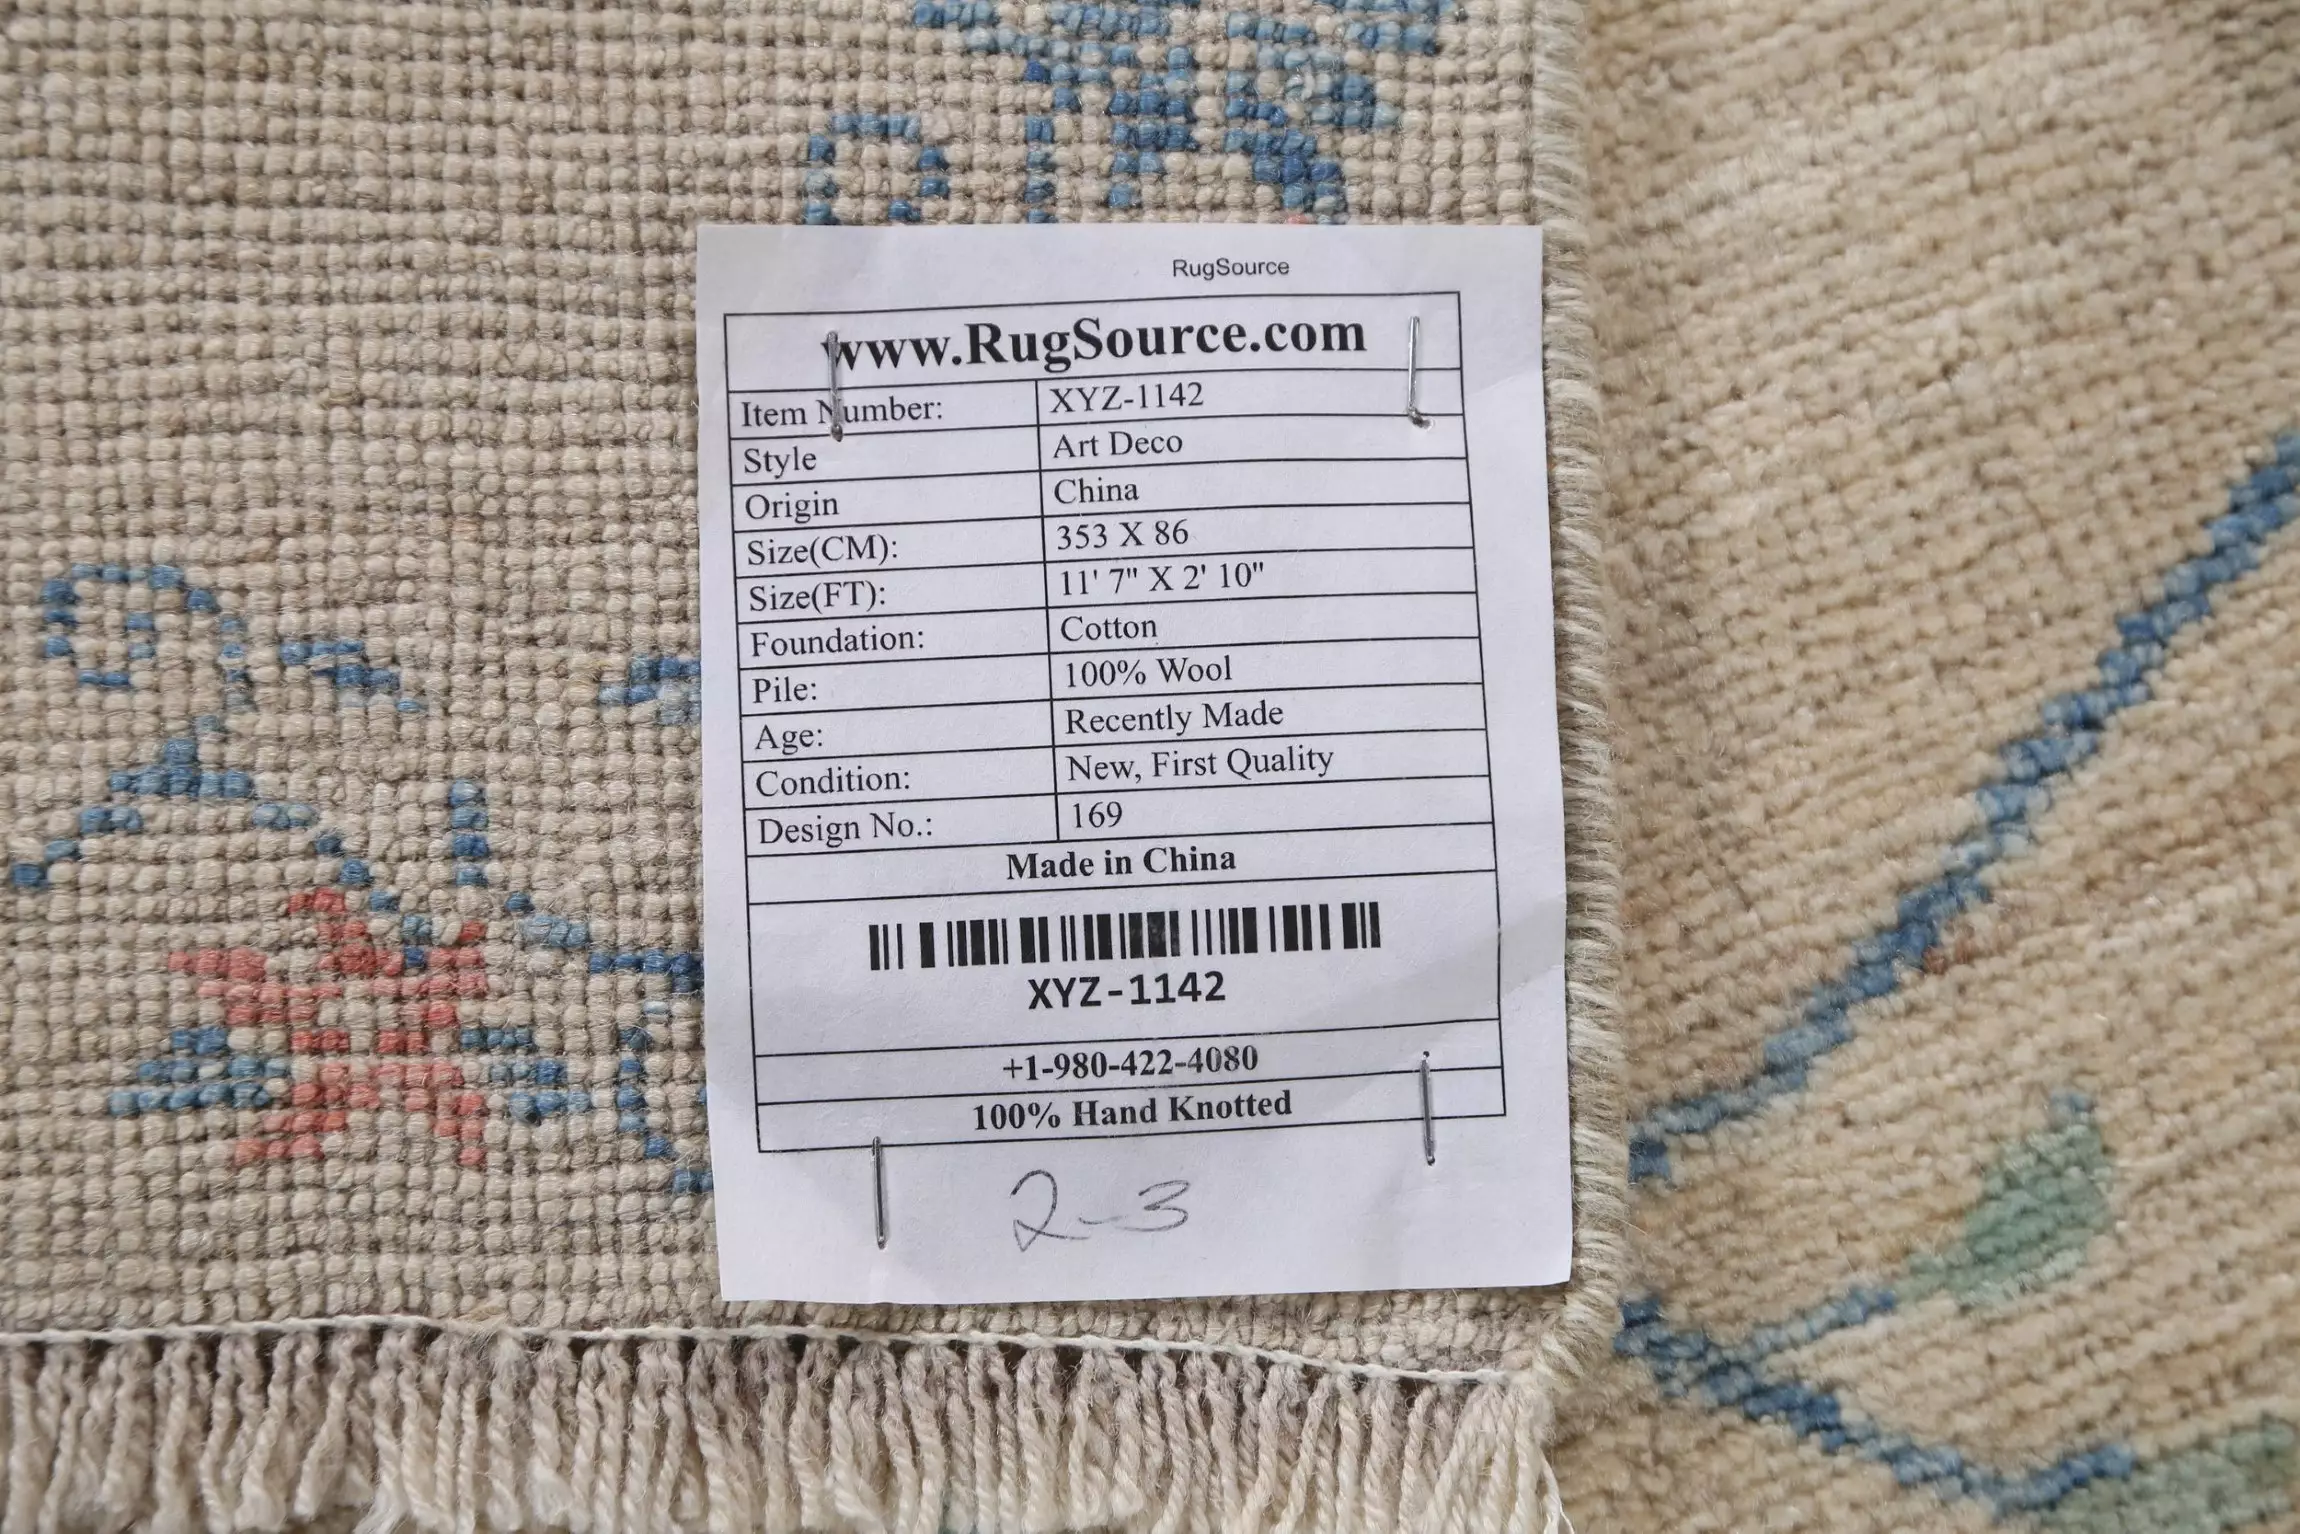 RugSource
www.RugSource.com
Item Number: XYZ-1142
Style Art Deco
Origin China
Size(CM): 353 X 86
Size(FT): 11' 7" X 2' 10"
Foundation: Cotton
Pile: 100% Wool
Age: Recently Made
Condition: New, First Quality
Design No.: 169
Made in China
XYZ-1142
+1-980-422-4080
100% Hand Knotted
2-3